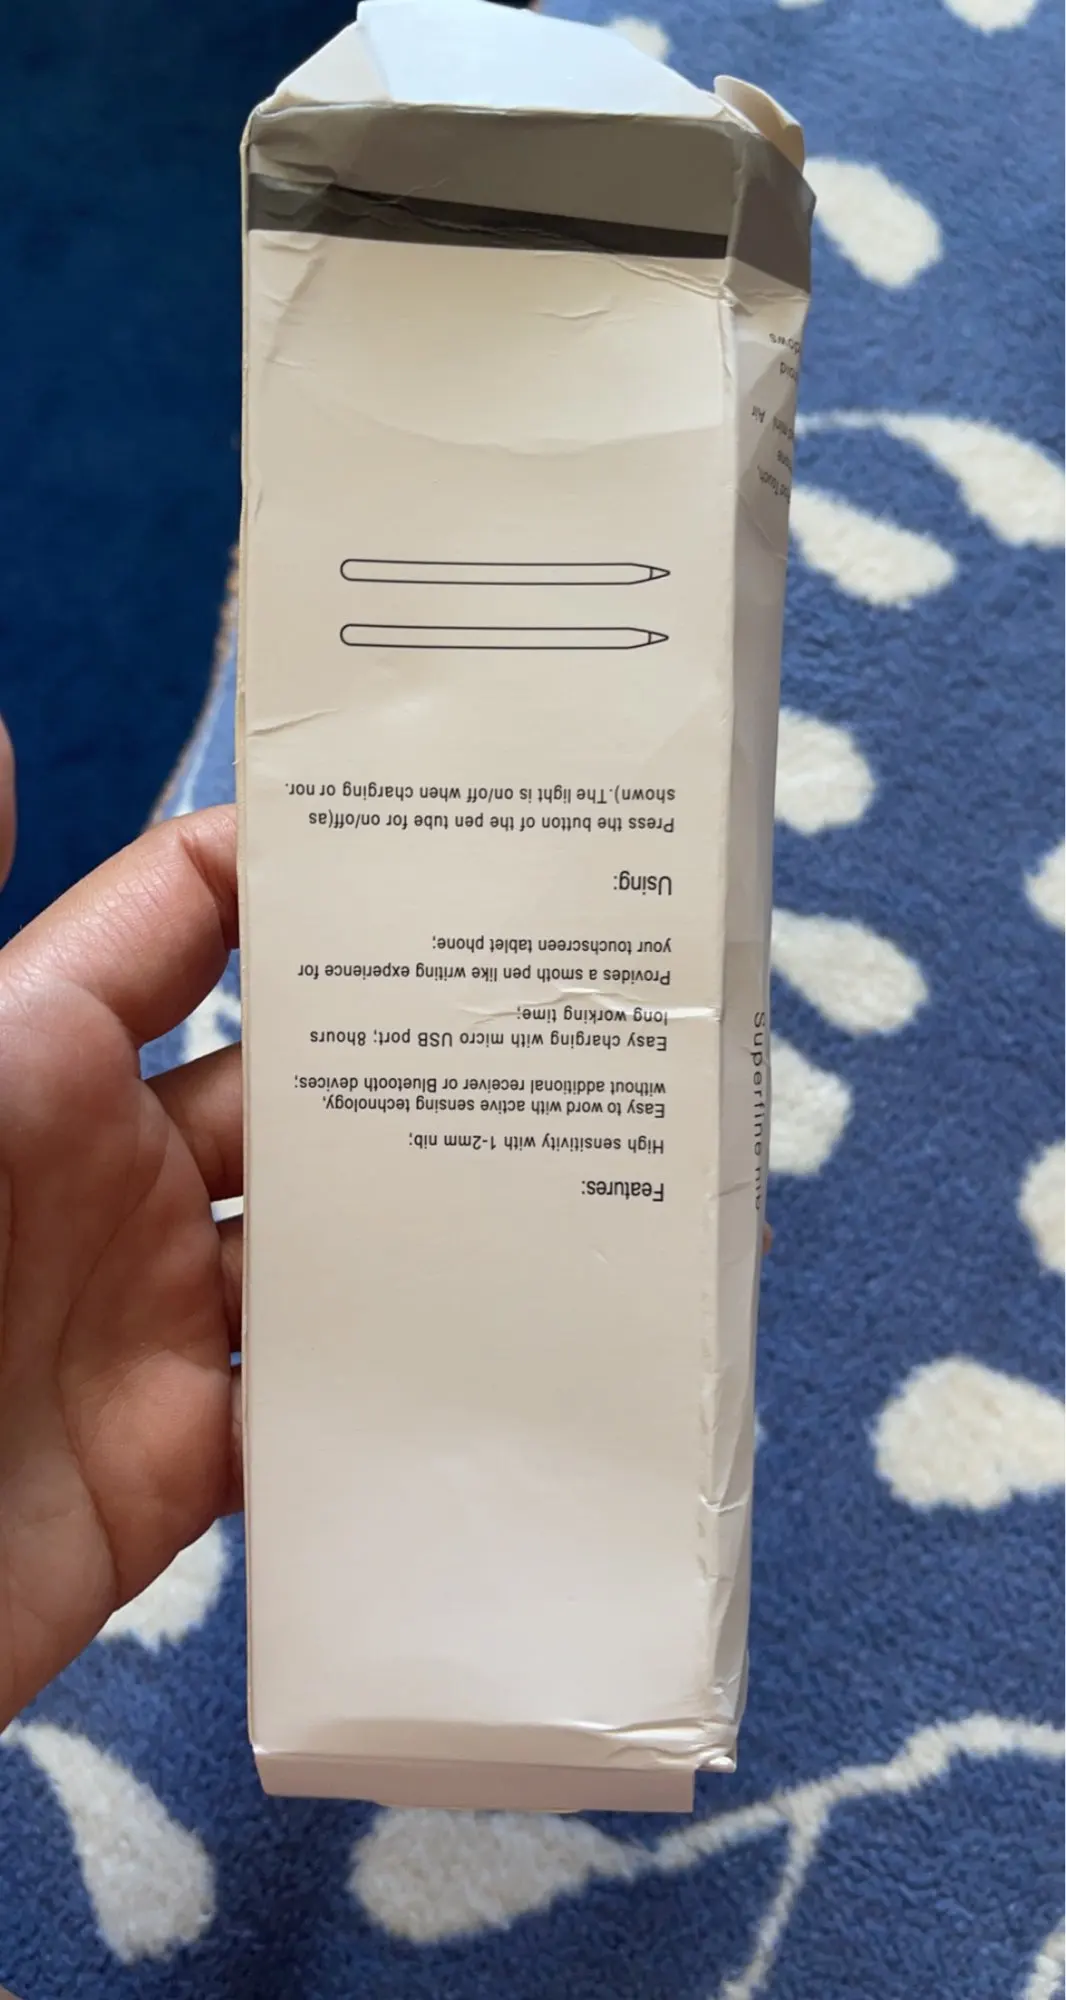 Features:
High sensitivity with 1-2mm nib;
Easy to word with active sensing technology,
without additional receiver or Bluetooth devices;
Easy charging with micro USB port; 8hours
long working time;
Provides a smoth pen like writing experience for
your touchscreen tablet phone;
Using:
Press the button of the pen tube for on/off(as
shown).The light is on/off when charging or nor.
Superfine nib
Touch,
mini Air